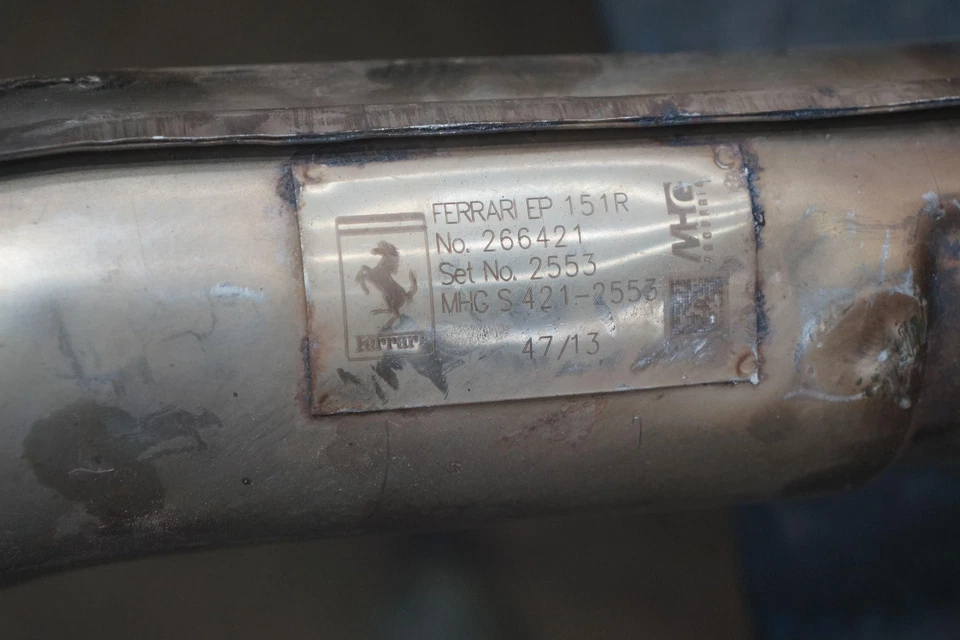 FERRARI EP 151R
No. 266421
Set No. 2553
MHG S 421-2553
47/13
Ferrari
MHG